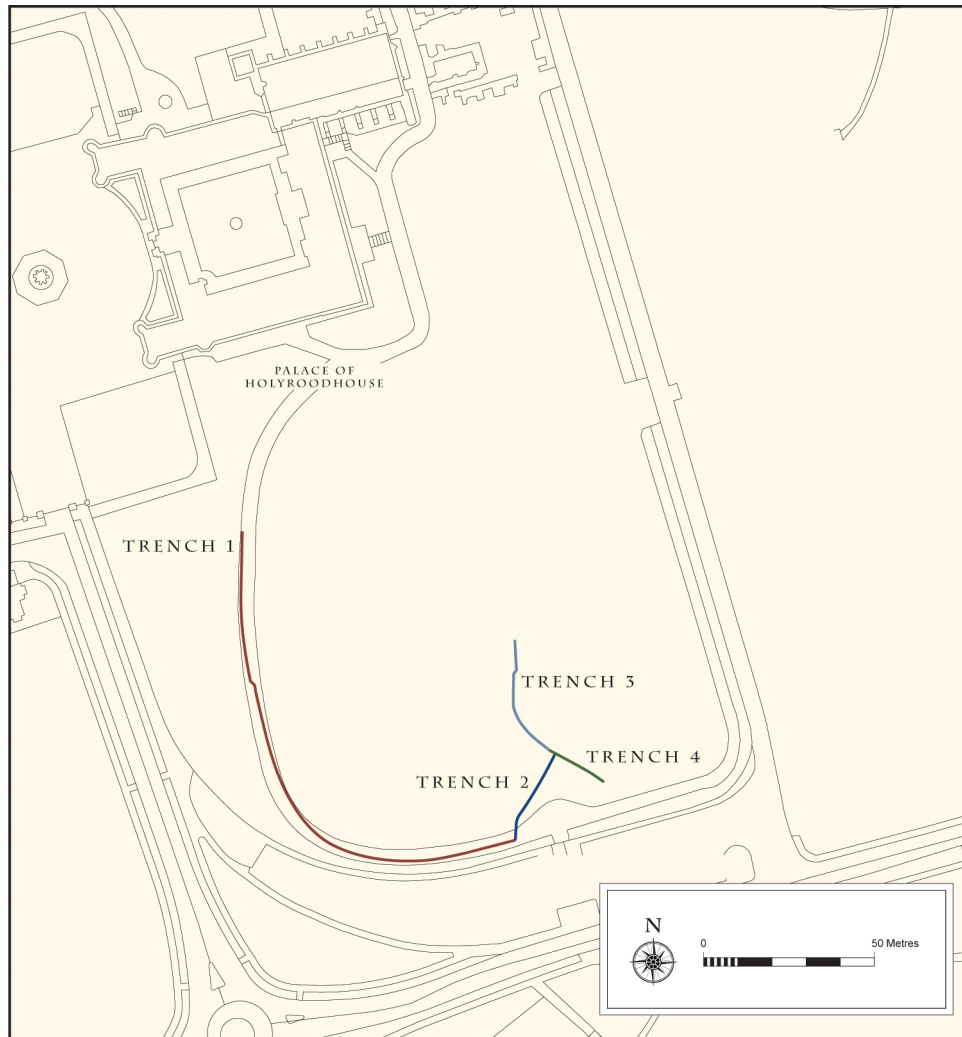 PALACE OF
HOLYROODHOUSE
TRENCH 1
TRENCH 3
TRENCH 4
TRENCH 2
N
0
50 Metres